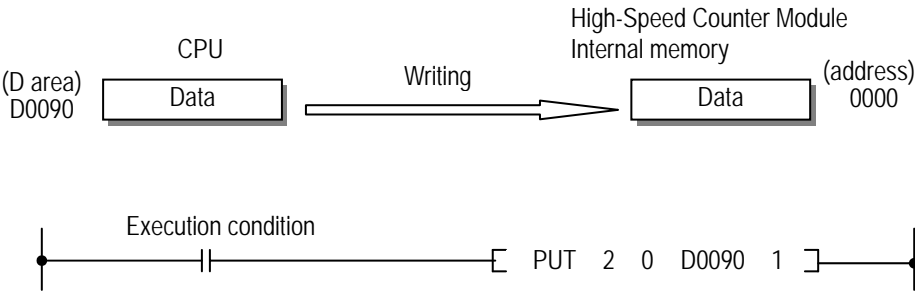 High-Speed Counter Module
Internal memory
CPU
(D area)
D0090
Data
Writing
Data
(address)
0000
Execution condition
PUT 2 0 D0090 1